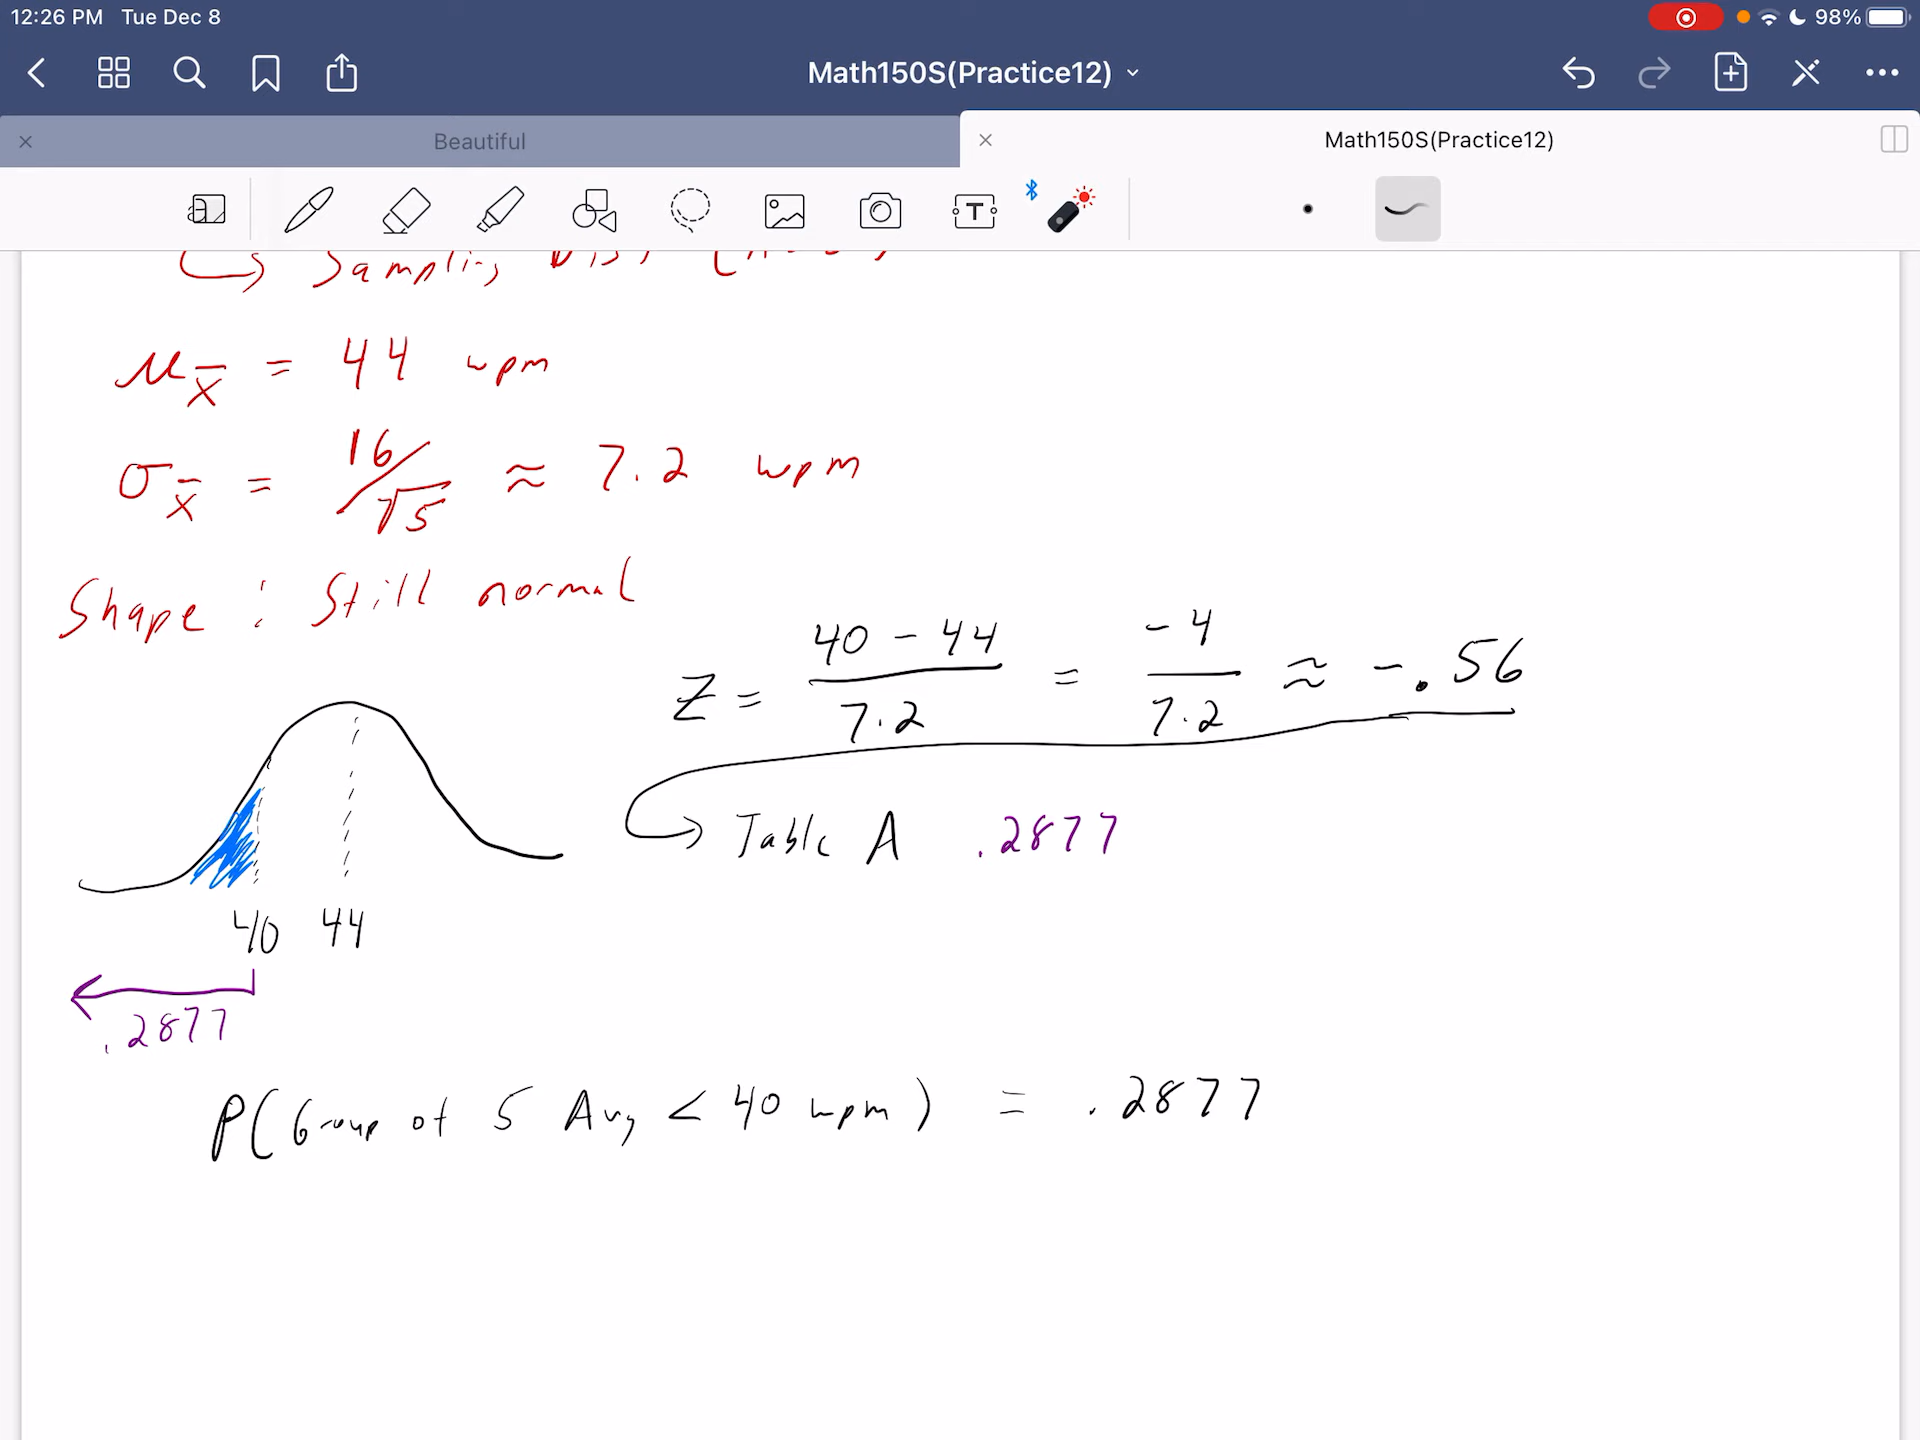 12:26 PM Tue Dec 8
98%
Math150S(Practice12)
Beautiful
Math150S(Practice12)
T
Sampling
μx̄ = 44 wpm
σx̄ = 16/√5 ≈ 7.2 wpm
Shape : Still normal
Z = 40 - 44 / 7.2 = -4 / 7.2 ≈ -.56
Table A .2877
40 44
.2877
P(Group of 5 Avg < 40 wpm) = .2877